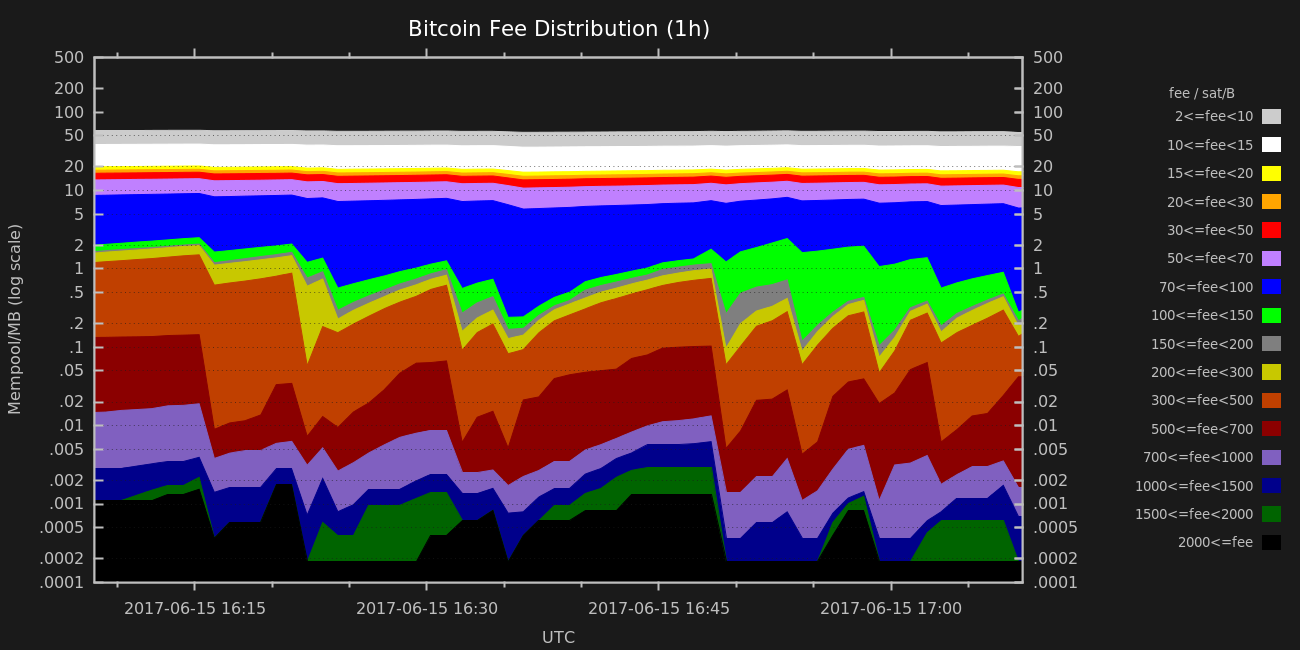 Bitcoin Fee Distribution (1h)
500 500
200 200
100 100
50 50
20 20
10 10
5 5
2 2
1 1
.5 .5
.2 .2
.1 .1
.05 .05
.02 .02
.01 .01
.005 .005
.002 .002
.001 .001
.0005 .0005
.0002 .0002
.0001 .0001
Mempool/MB (log scale)
2017-06-15 16:15 2017-06-15 16:30 2017-06-15 16:45 2017-06-15 17:00
UTC
fee / sat/B
2<=fee<10
10<=fee<15
15<=fee<20
20<=fee<30
30<=fee<50
50<=fee<70
70<=fee<100
100<=fee<150
150<=fee<200
200<=fee<300
300<=fee<500
500<=fee<700
700<=fee<1000
1000<=fee<1500
1500<=fee<2000
2000<=fee